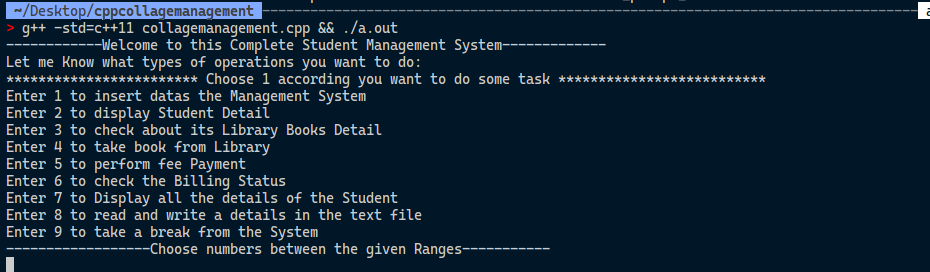 ~/Desktop/cppcollagemanagement
> g++ -std=c++11 collagemanagement.cpp && ./a.out
------------Welcome to this Complete Student Management System-------------
Let me Know what types of operations you want to do:
************************ Choose 1 according you want to do some task **************************
Enter 1 to insert datas the Management System
Enter 2 to display Student Detail
Enter 3 to check about its Library Books Detail
Enter 4 to take book from Library
Enter 5 to perform fee Payment
Enter 6 to check the Billing Status
Enter 7 to Display all the details of the Student
Enter 8 to read and write a details in the text file
Enter 9 to take a break from the System
------------------Choose numbers between the given Ranges-----------